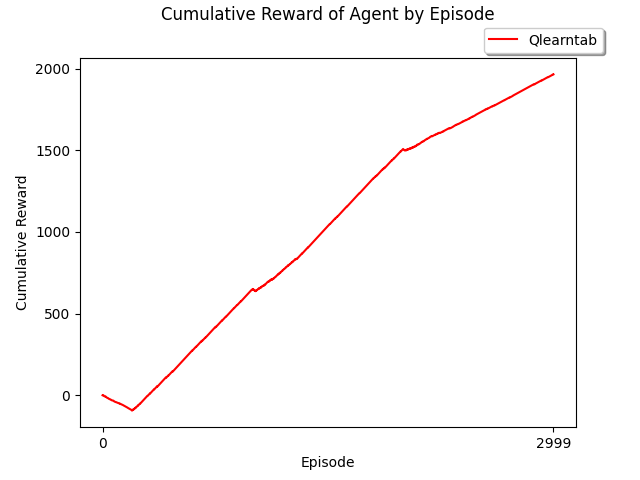 Cumulative Reward of Agent by Episode
Qlearntab
2000
1500
1000
500
0
Cumulative Reward
0
2999
Episode